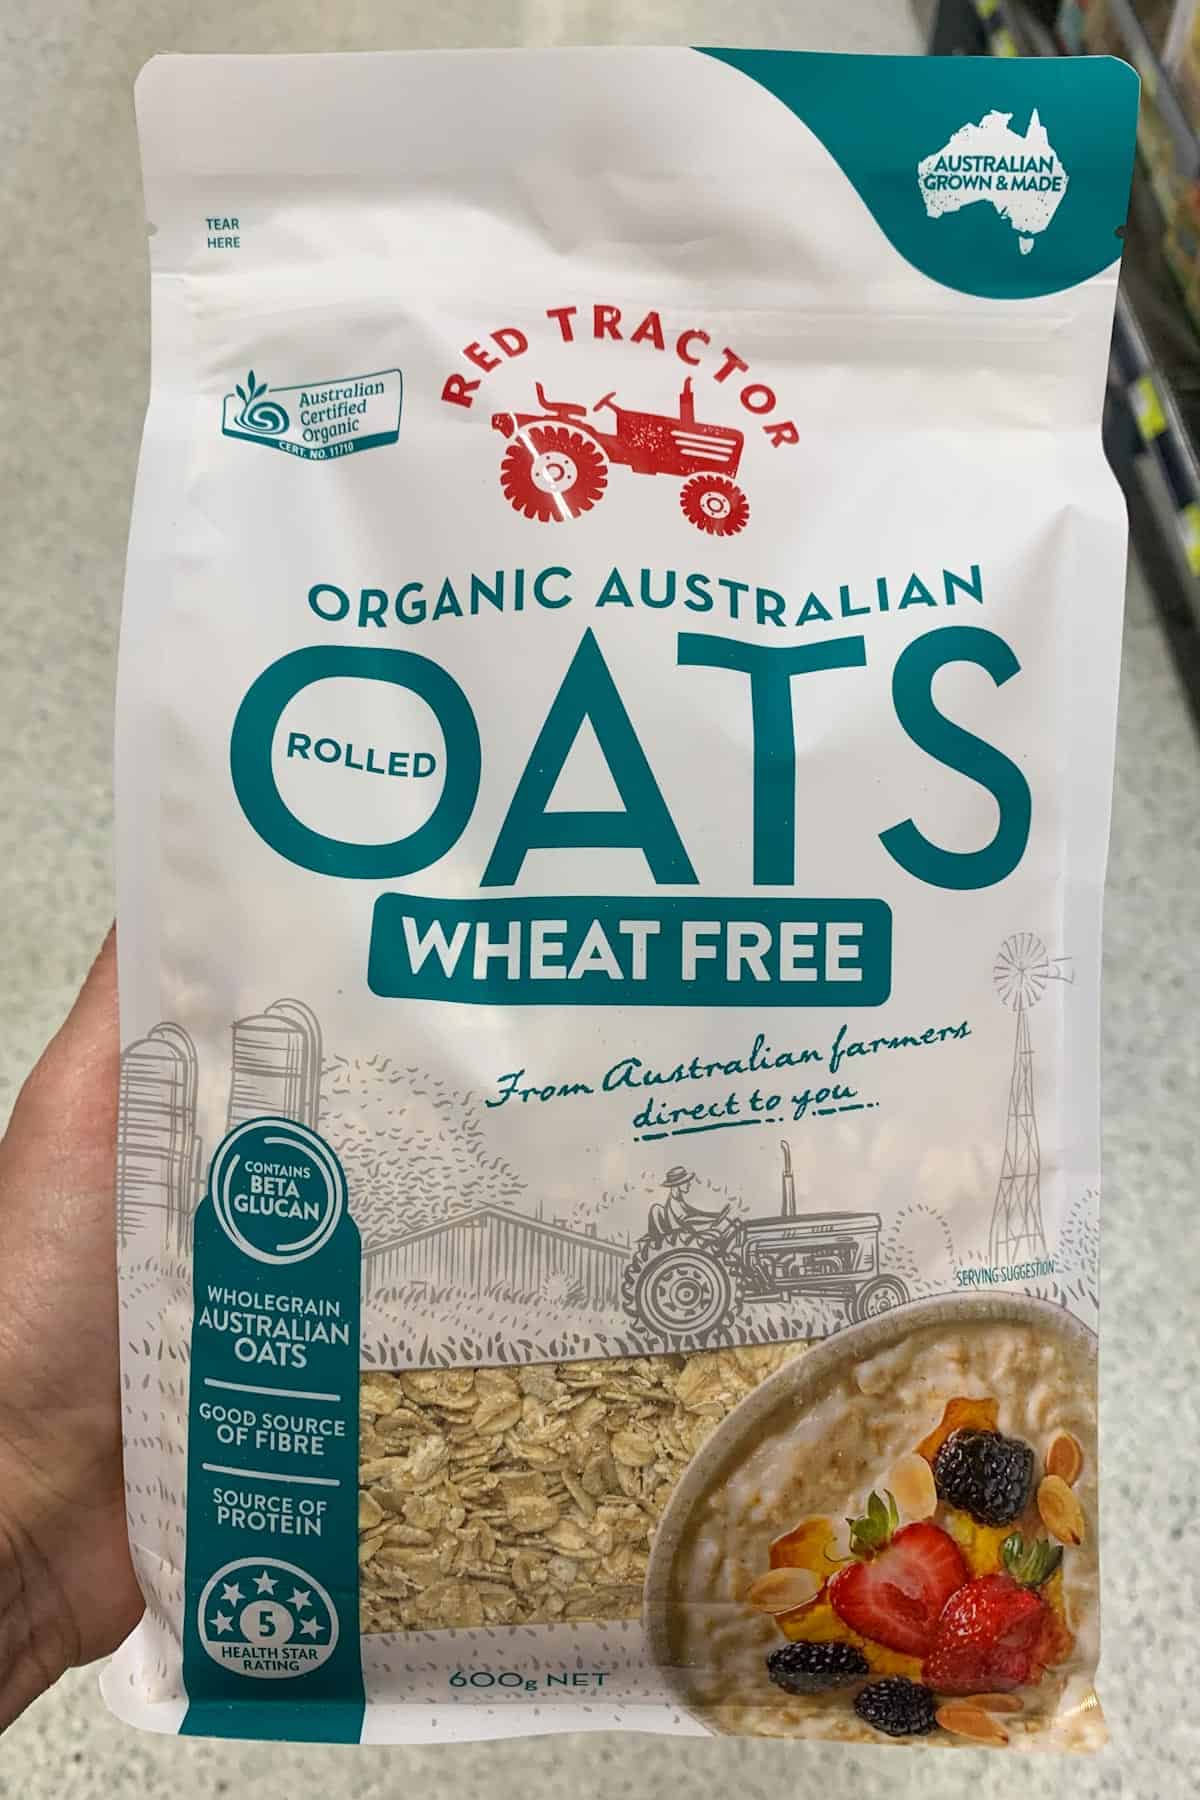 AUSTRALIAN
GROWN & MADE
TEAR
HERE
RED TRACTOR
Australian
Certified
Organic
CERT. NO. 11710
ORGANIC AUSTRALIAN
OATS
ROLLED
WHEAT FREE
From Australian farmers
direct to you
CONTAINS
BETA
GLUCAN
WHOLEGRAIN
AUSTRALIAN
OATS
GOOD SOURCE
OF FIBRE
SOURCE OF
PROTEIN
5
HEALTH STAR
RATING
SERVING SUGGESTION
600g NET